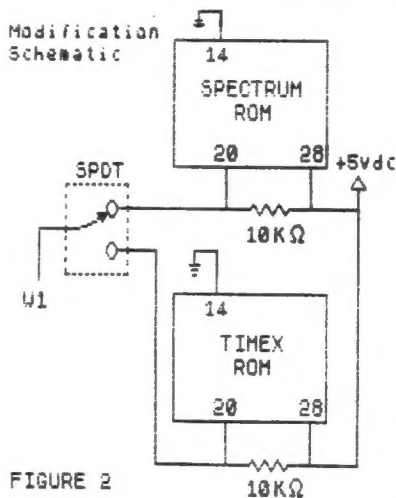 Modification
Schematic
14
SPECTRUM
ROM
20 28
+5vdc
SPDT
10KΩ
W1
14
TIMEX
ROM
20 28
10KΩ
FIGURE 2